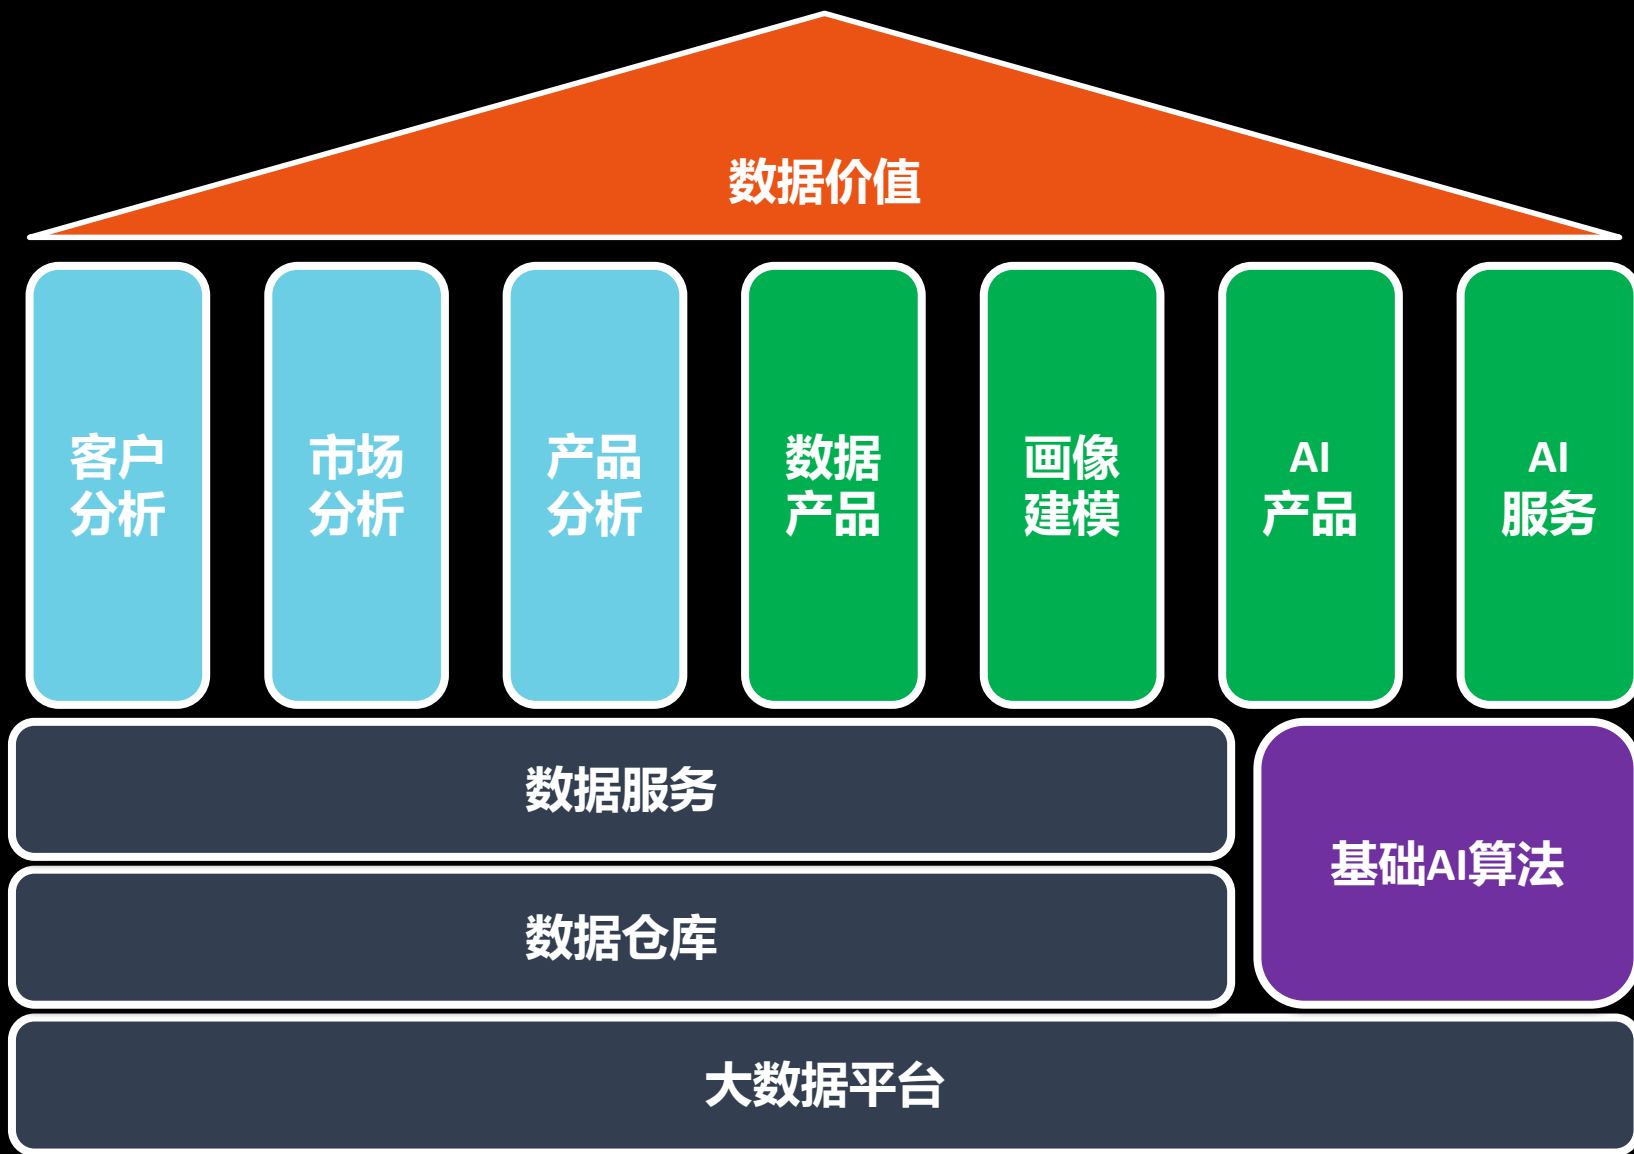 数据价值
客户
分析
市场
分析
产品
分析
数据
产品
画像
建模
AI
产品
AI
服务
数据服务
基础AI算法
数据仓库
大数据平台